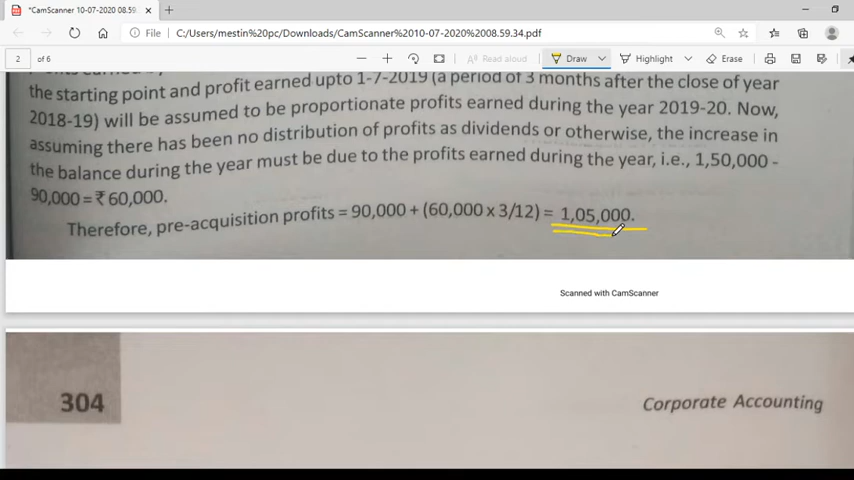 *CamScanner 10-07-2020 08.59.
File C:/Users/mestin%20pc/Downloads/CamScanner%2010-07-2020%2008.59.34.pdf
2 of 6 Read aloud Draw Highlight Erase
the starting point and profit earned upto 1-7-2019 (a period of 3 months after the close of year
2018-19) will be assumed to be proportionate profits earned during the year 2019-20. Now,
assuming there has been no distribution of profits as dividends or otherwise, the increase in
the balance during the year must be due to the profits earned during the year, i.e., 1,50,000 -
90,000 = ₹ 60,000.
Therefore, pre-acquisition profits = 90,000 + (60,000 x 3/12) = 1,05,000.
Scanned with CamScanner
304
Corporate Accounting